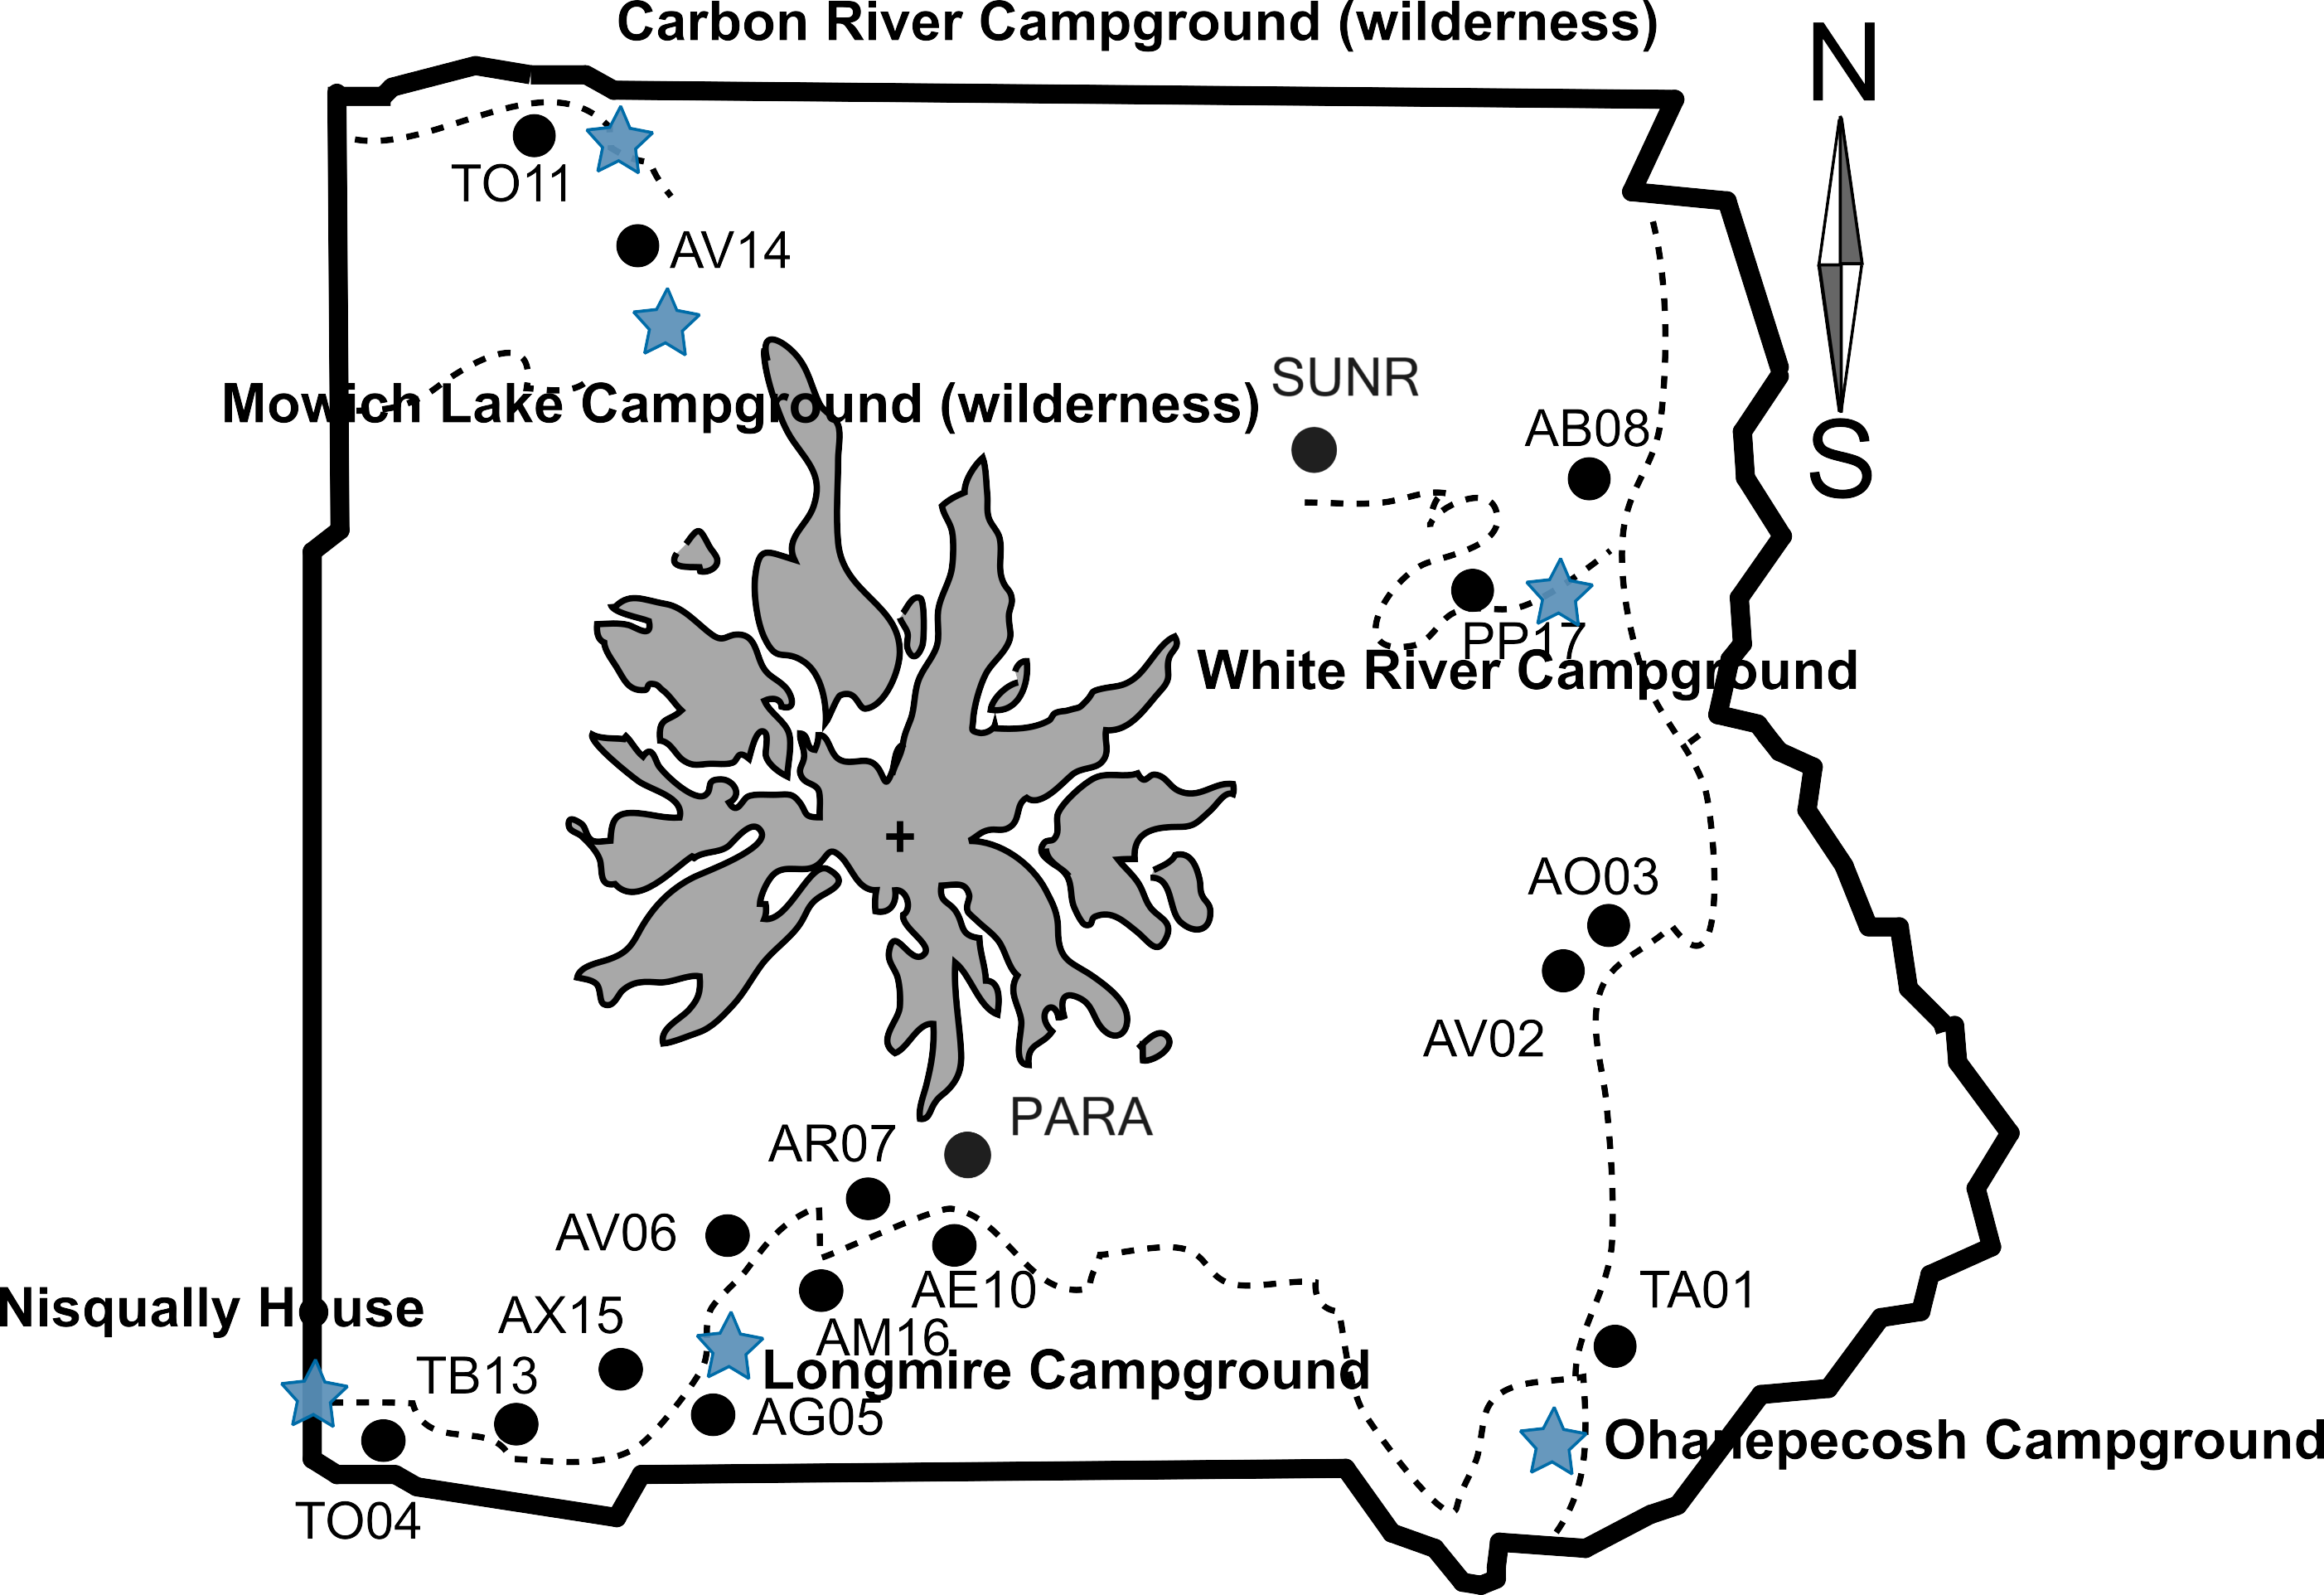 Carbon River Campground (wilderness)
N
TO11
AV14
SUNR
Mowich Lake Campground (wilderness)
AB08
S
PP17
White River Campground
AO03
AV02
PARA
AR07
AV06
AE10
TA01
Nisqually House
AX15
AM16
TB13
Longmire Campground
AG05
Ohanepecosh Campground
TO04